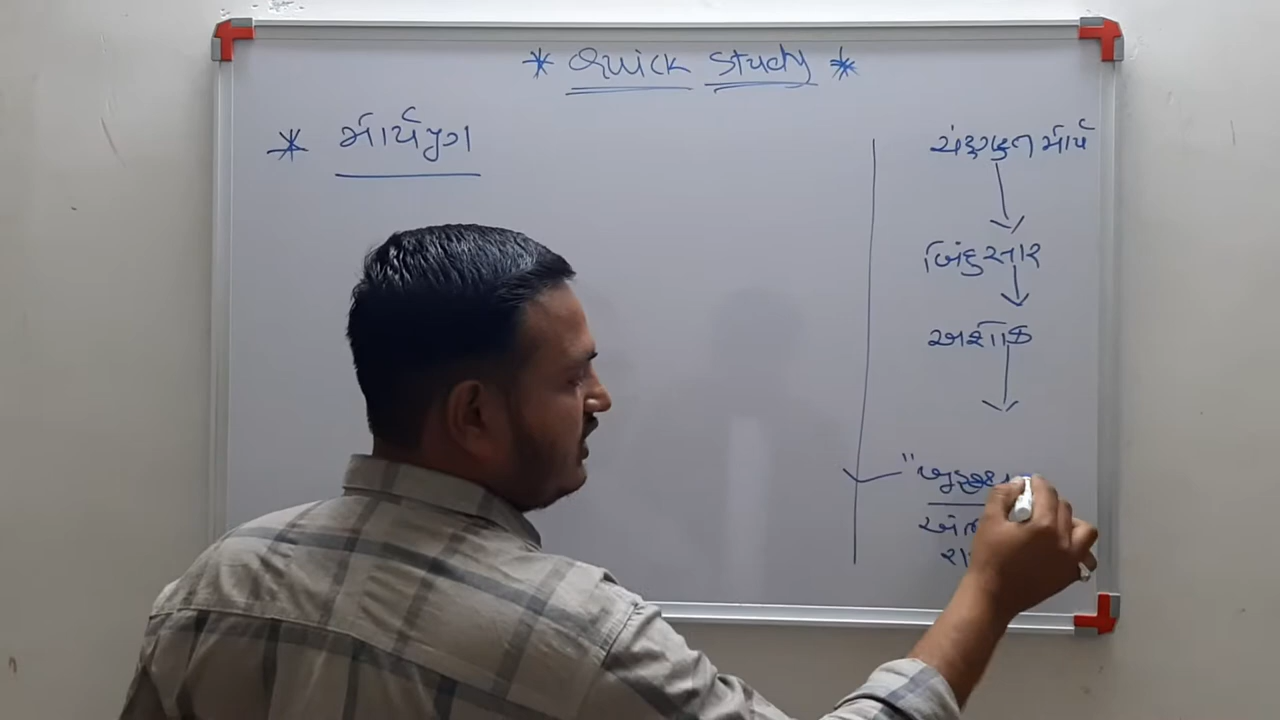 * Quick Study *
* મૌર્યયુગ
ચંદ્રગુપ્ત મૌર્ય
બિંદુસાર
અશોક